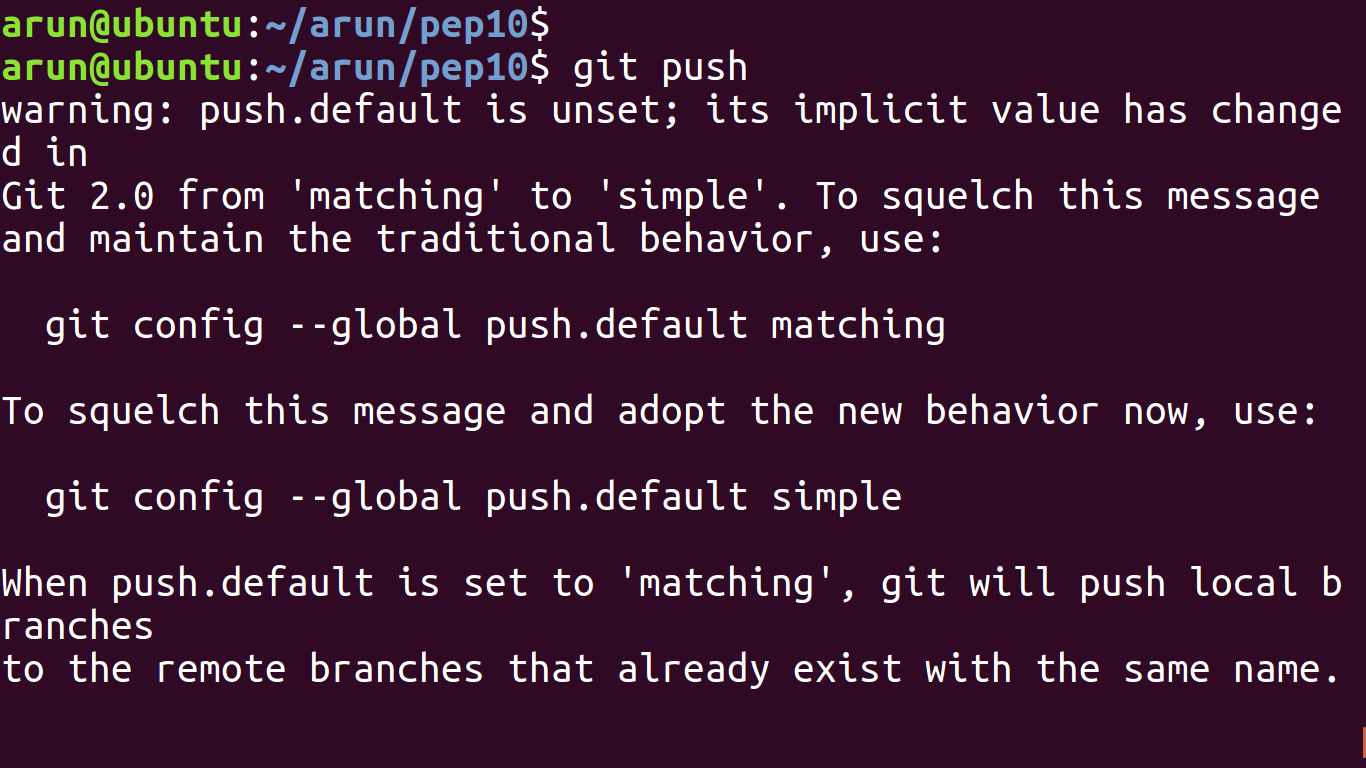 arun@ubuntu:~/arun/pep10$
arun@ubuntu:~/arun/pep10$ git push
warning: push.default is unset; its implicit value has change
d in
Git 2.0 from 'matching' to 'simple'. To squelch this message
and maintain the traditional behavior, use:
  git config --global push.default matching
To squelch this message and adopt the new behavior now, use:
  git config --global push.default simple
When push.default is set to 'matching', git will push local b
ranches
to the remote branches that already exist with the same name.